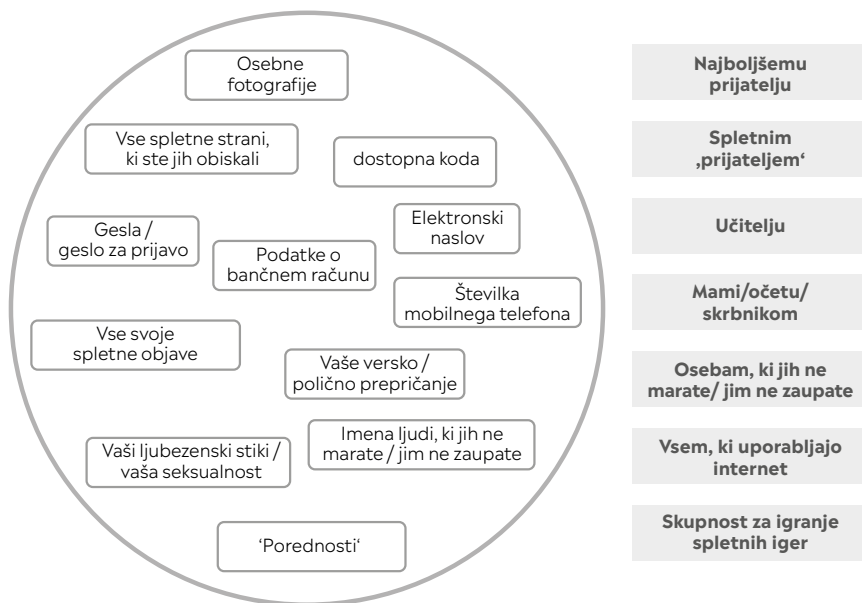 Osebne
fotografije
Vse spletne strani,
ki ste jih obiskali
dostopna koda
Gesla /
geslo za prijavo
Elektronski
naslov
Podatke o
bančnem računu
Številka
mobilnega telefona
Vse svoje
spletne objave
Vaše versko /
polično prepričanje
Vaši ljubezenski stiki /
vaša seksualnost
Imena ljudi, ki jih ne
marate / jim ne zaupate
‘Porednosti‘
Najboljšemu
prijatelju
Spletnim
‚prijateljem‘
Učitelju
Mami/očetu/
skrbnikom
Osebam, ki jih ne
marate/ jim ne zaupate
Vsem, ki uporabljajo
internet
Skupnost za igranje
spletnih iger